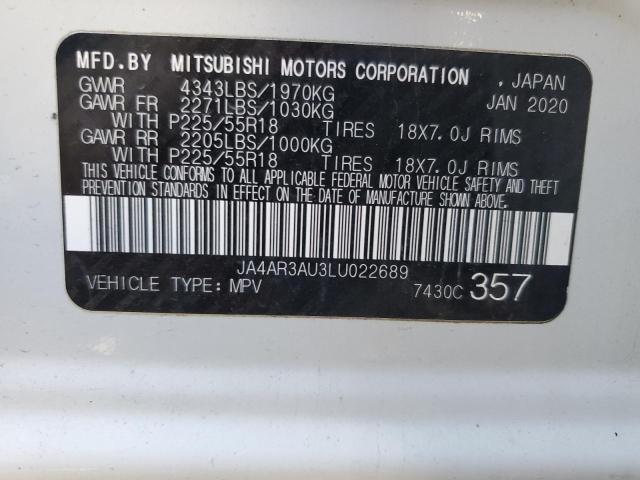 MFD.BY MITSUBISHI MOTORS CORPORATION , JAPAN
GVWR 4343LBS/1970KG JAN 2020
GAWR FR 2271LBS/1030KG
WITH P225/55R18 TIRES 18X7.0J RIMS
GAWR RR 2205LBS/1000KG
WITH P225/55R18 TIRES 18X7.0J RIMS
THIS VEHICLE CONFORMS TO ALL APPLICABLE FEDERAL MOTOR VEHICLE SAFETY AND THEFT
PREVENTION STANDARDS IN EFFECT ON THE DATE OF MANUFACTURE SHOWN ABOVE.
JA4AR3AU3LU022689
VEHICLE TYPE: MPV 7430C 357